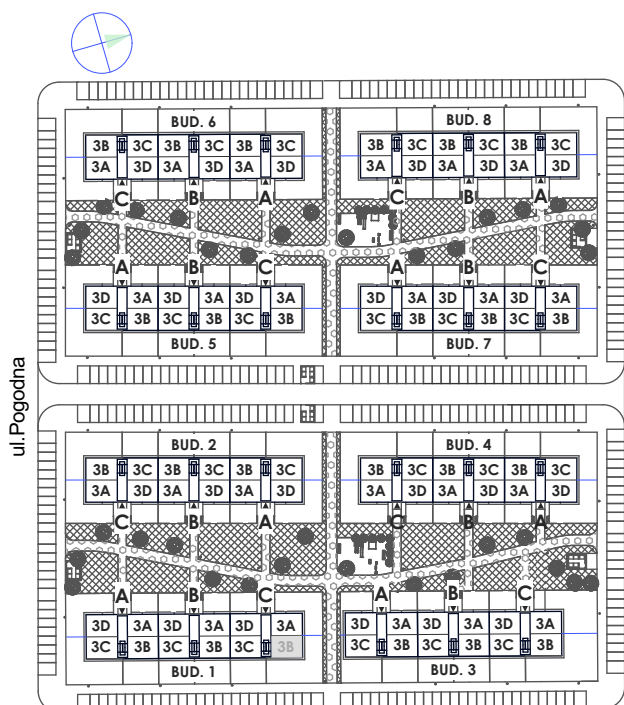 BUD. 6 BUD. 8
3B 3C 3B 3C 3B 3C 3B 3C 3B 3C 3B 3C
3A 3D 3A 3D 3A 3D 3A 3D 3A 3D 3A 3D
C B A C B A
A B C A B C
3D 3A 3D 3A 3D 3A 3D 3A 3D 3A 3D 3A
3C 3B 3C 3B 3C 3B 3C 3B 3C 3B 3C 3B
BUD. 5 BUD. 7
ul.Pogodna
BUD. 2 BUD. 4
3B 3C 3B 3C 3B 3C 3B 3C 3B 3C 3B 3C
3A 3D 3A 3D 3A 3D 3A 3D 3A 3D 3A 3D
C B A C B A
A B C A B C
3D 3A 3D 3A 3D 3A 3D 3A 3D 3A 3D 3A
3C 3B 3C 3B 3C 3B 3C 3B 3C 3B 3C 3B
BUD. 1 BUD. 3